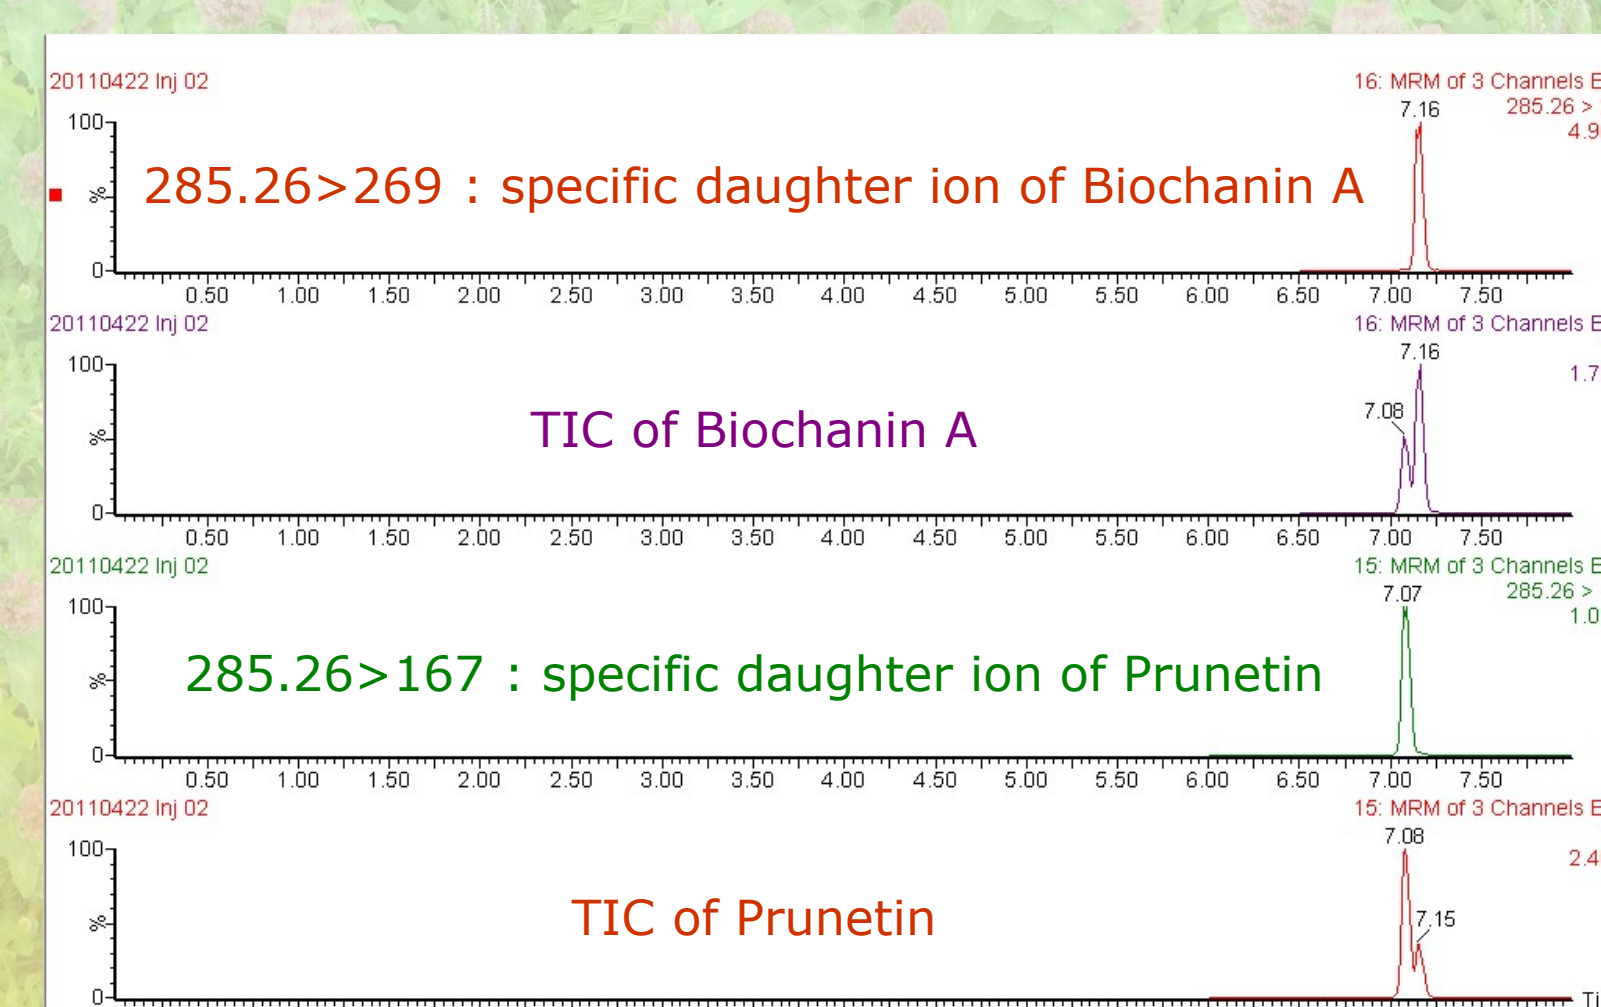 20110422 Inj 02
16: MRM of 3 Channels E
7.16
285.26 >
4.9
100
285.26>269 : specific daughter ion of Biochanin A
%
0
0.50 1.00 1.50 2.00 2.50 3.00 3.50 4.00 4.50 5.00 5.50 6.00 6.50 7.00 7.50
20110422 Inj 02
16: MRM of 3 Channels E
7.16
100
1.7
7.08
TIC of Biochanin A
%
0
0.50 1.00 1.50 2.00 2.50 3.00 3.50 4.00 4.50 5.00 5.50 6.00 6.50 7.00 7.50
20110422 Inj 02
15: MRM of 3 Channels E
7.07
285.26 >
100
1.0
285.26>167 : specific daughter ion of Prunetin
%
0
0.50 1.00 1.50 2.00 2.50 3.00 3.50 4.00 4.50 5.00 5.50 6.00 6.50 7.00 7.50
20110422 Inj 02
15: MRM of 3 Channels E
7.08
100
2.4
TIC of Prunetin
%
7.15
0
Ti